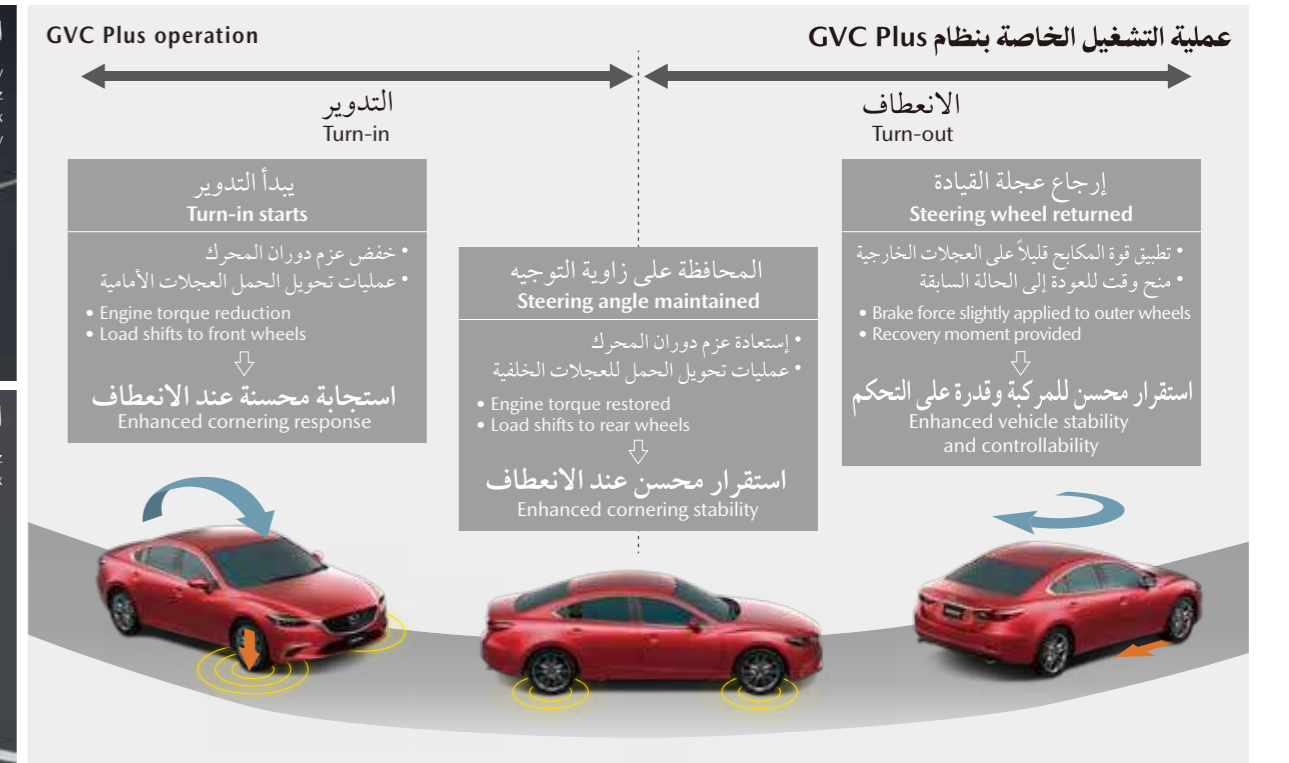 GVC Plus operation
عملية التشغيل الخاصة بنظام GVC Plus
التدوير
Turn-in
الانعطاف
Turn-out
يبدأ التدوير
Turn-in starts
• خفض عزم دوران المحرك
• عمليات تحويل الحمل العجلات الأمامية
• Engine torque reduction
• Load shifts to front wheels
استجابة محسنة عند الانعطاف
Enhanced cornering response
المحافظة على زاوية التوجيه
Steering angle maintained
• إستعادة عزم دوران المحرك
• عمليات تحويل الحمل للعجلات الخلفية
• Engine torque restored
• Load shifts to rear wheels
استقرار محسن عند الانعطاف
Enhanced cornering stability
إرجاع عجلة القيادة
Steering wheel returned
• تطبيق قوة المكابح قليلاً على العجلات الخارجية
• منح وقت للعودة إلى الحالة السابقة
• Brake force slightly applied to outer wheels
• Recovery moment provided
استقرار محسن للمركبة وقدرة على التحكم
Enhanced vehicle stability
and controllability